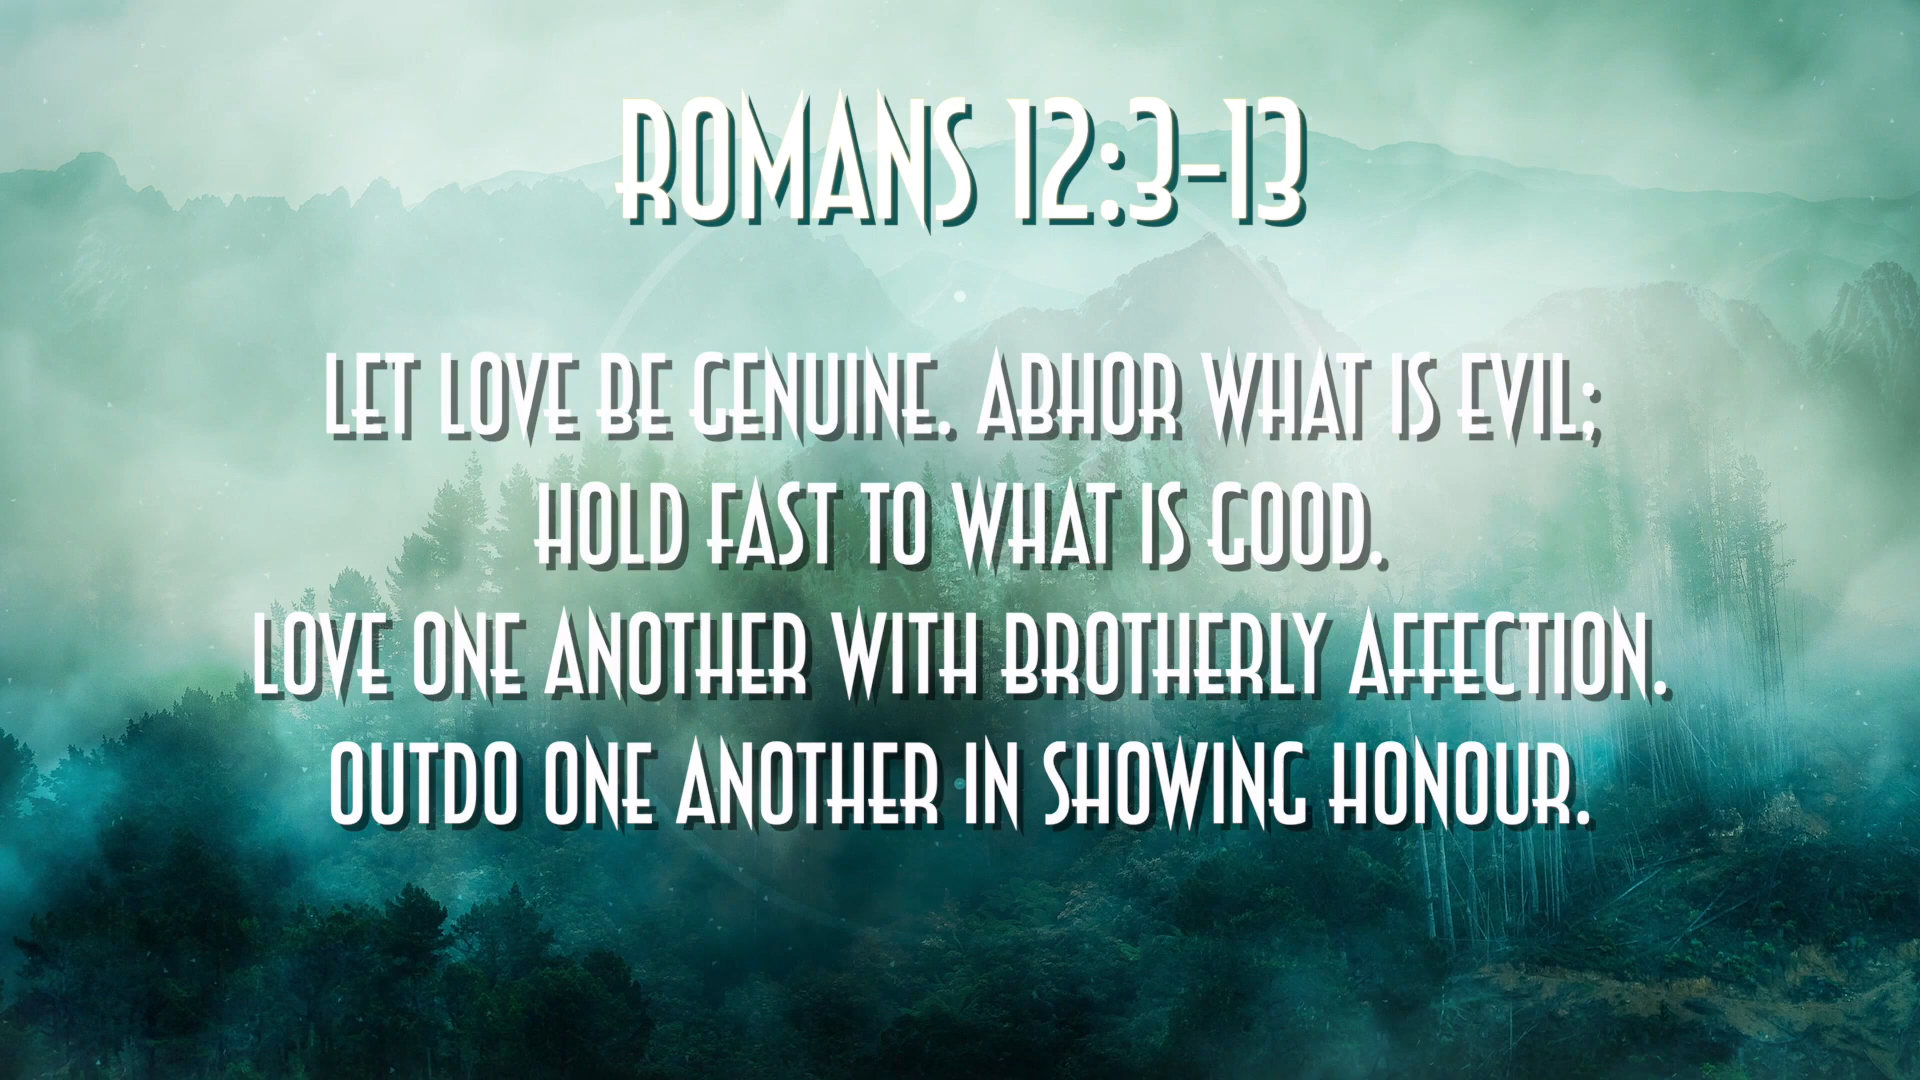 ROMANS 12:3-13
LET LOVE BE GENUINE. ABHOR WHAT IS EVIL;
HOLD FAST TO WHAT IS GOOD.
LOVE ONE ANOTHER WITH BROTHERLY AFFECTION.
OUTDO ONE ANOTHER IN SHOWING HONOUR.